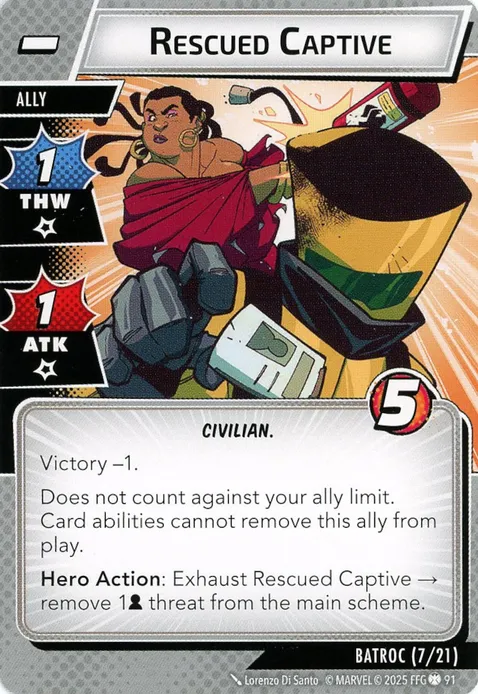 RESCUED CAPTIVE
ALLY
1
THW
1
ATK
5
CIVILIAN.
Victory –1.
Does not count against your ally limit.
Card abilities cannot remove this ally from
play.
Hero Action: Exhaust Rescued Captive →
remove 1 threat from the main scheme.
BATROC (7/21)
Lorenzo Di Santo © MARVEL © 2025 FFG 91